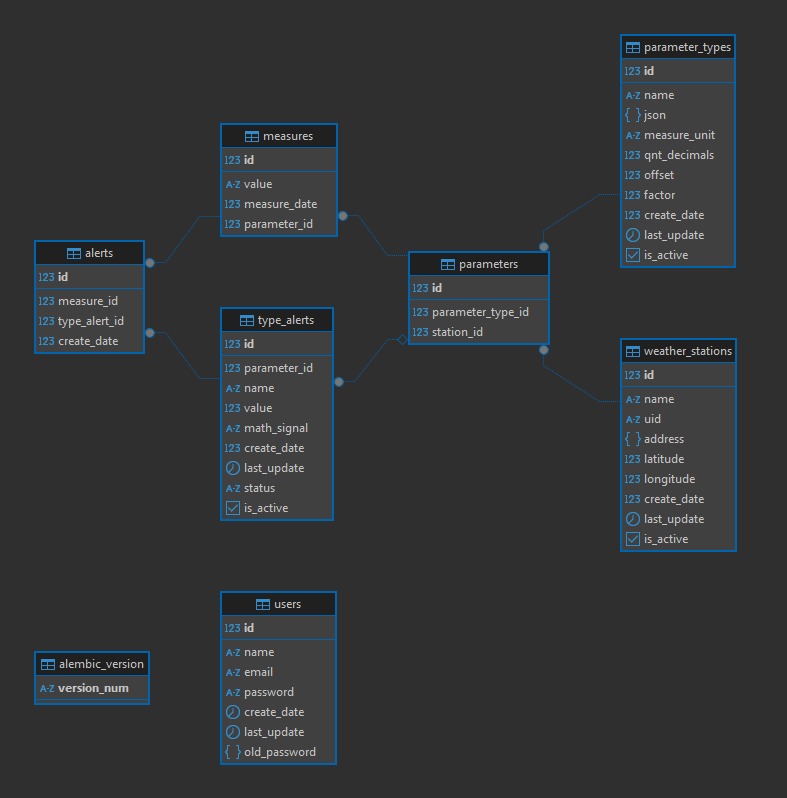 parameter_types
123 id
A-Z name
{ } json
A-Z measure_unit
123 qnt_decimals
123 offset
123 factor
123 create_date
last_update
is_active
measures
123 id
A-Z value
123 measure_date
123 parameter_id
alerts
123 id
123 measure_id
123 type_alert_id
123 create_date
parameters
123 id
123 parameter_type_id
123 station_id
type_alerts
123 id
123 parameter_id
A-Z name
123 value
A-Z math_signal
123 create_date
last_update
A-Z status
is_active
weather_stations
123 id
A-Z name
A-Z uid
{ } address
123 latitude
123 longitude
123 create_date
last_update
is_active
users
123 id
A-Z name
A-Z email
A-Z password
create_date
last_update
{ } old_password
alembic_version
A-Z version_num